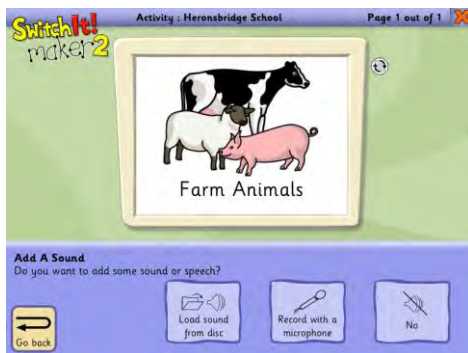 SwitchIt!
maker2
Activity : Heronsbridge School
Page 1 out of 1
X
Farm Animals
Add A Sound
Do you want to add some sound or speech?
Go back
Load sound
from disc
Record with a
microphone
No